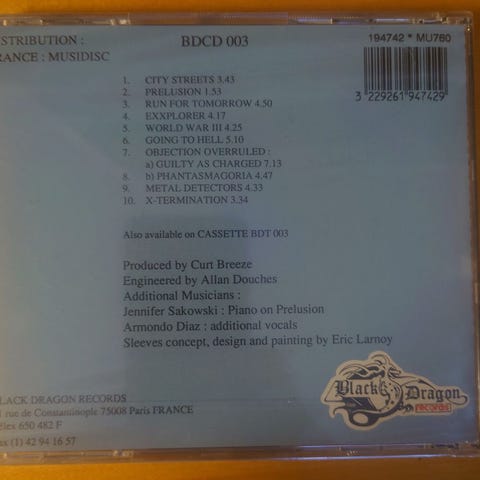 ISTRIBUTION :
RANCE : MUSIDISC
BDCD 003
194742 * MU760
3 229261 947429
1. CITY STREETS 3.43
2. PRELUSION 1.53
3. RUN FOR TOMORROW 4.50
4. EXXPLORER 4.17
5. WORLD WAR III 4.25
6. GOING TO HELL 5.10
7. OBJECTION OVERRULED :
a) GUILTY AS CHARGED 7.13
8. b) PHANTASMAGORIA 4.47
9. METAL DETECTORS 4.33
10. X-TERMINATION 3.34
Also available on CASSETTE BDT 003
Produced by Curt Breeze
Engineered by Allan Douches
Additional Musicians :
Jennifer Sakowski : Piano on Prelusion
Armondo Diaz : additional vocals
Sleeves concept, design and painting by Eric Larnoy
Black Dragon
records
LACK DRAGON RECORDS
1 rue de Constantinople 75008 Paris FRANCE
élex 650 482 F
ax (1) 42 94 16 57